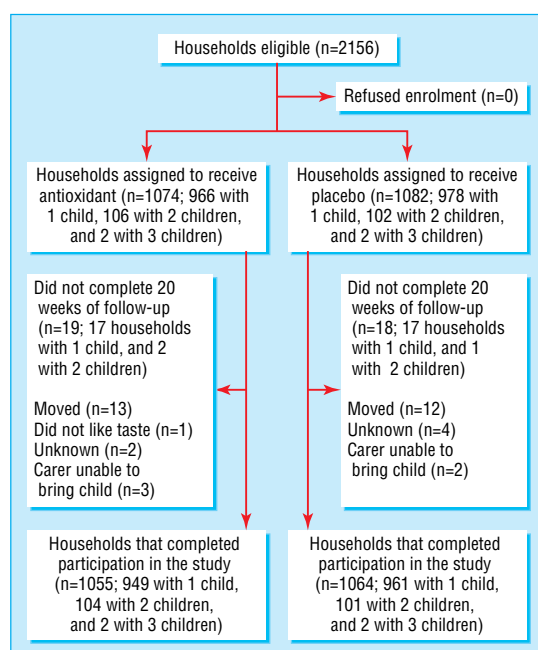 Households eligible (n=2156)
Refused enrolment (n=0)
Households assigned to receive
antioxidant (n=1074; 966 with
1 child, 106 with 2 children,
and 2 with 3 children)
Households assigned to receive
placebo (n=1082; 978 with
1 child, 102 with 2 children,
and 2 with 3 children)
Did not complete 20
weeks of follow-up
(n=19; 17 households
with 1 child, and 2
with 2 children)
Moved (n=13)
Did not like taste (n=1)
Unknown (n=2)
Carer unable to
bring child (n=3)
Did not complete 20
weeks of follow-up
(n=18; 17 households
with 1 child, and 1
with 2 children)
Moved (n=12)
Unknown (n=4)
Carer unable to
bring child (n=2)
Households that completed
participation in the study
(n=1055; 949 with 1 child,
104 with 2 children,
and 2 with 3 children)
Households that completed
participation in the study
(n=1064; 961 with 1 child,
101 with 2 children,
and 2 with 3 children)